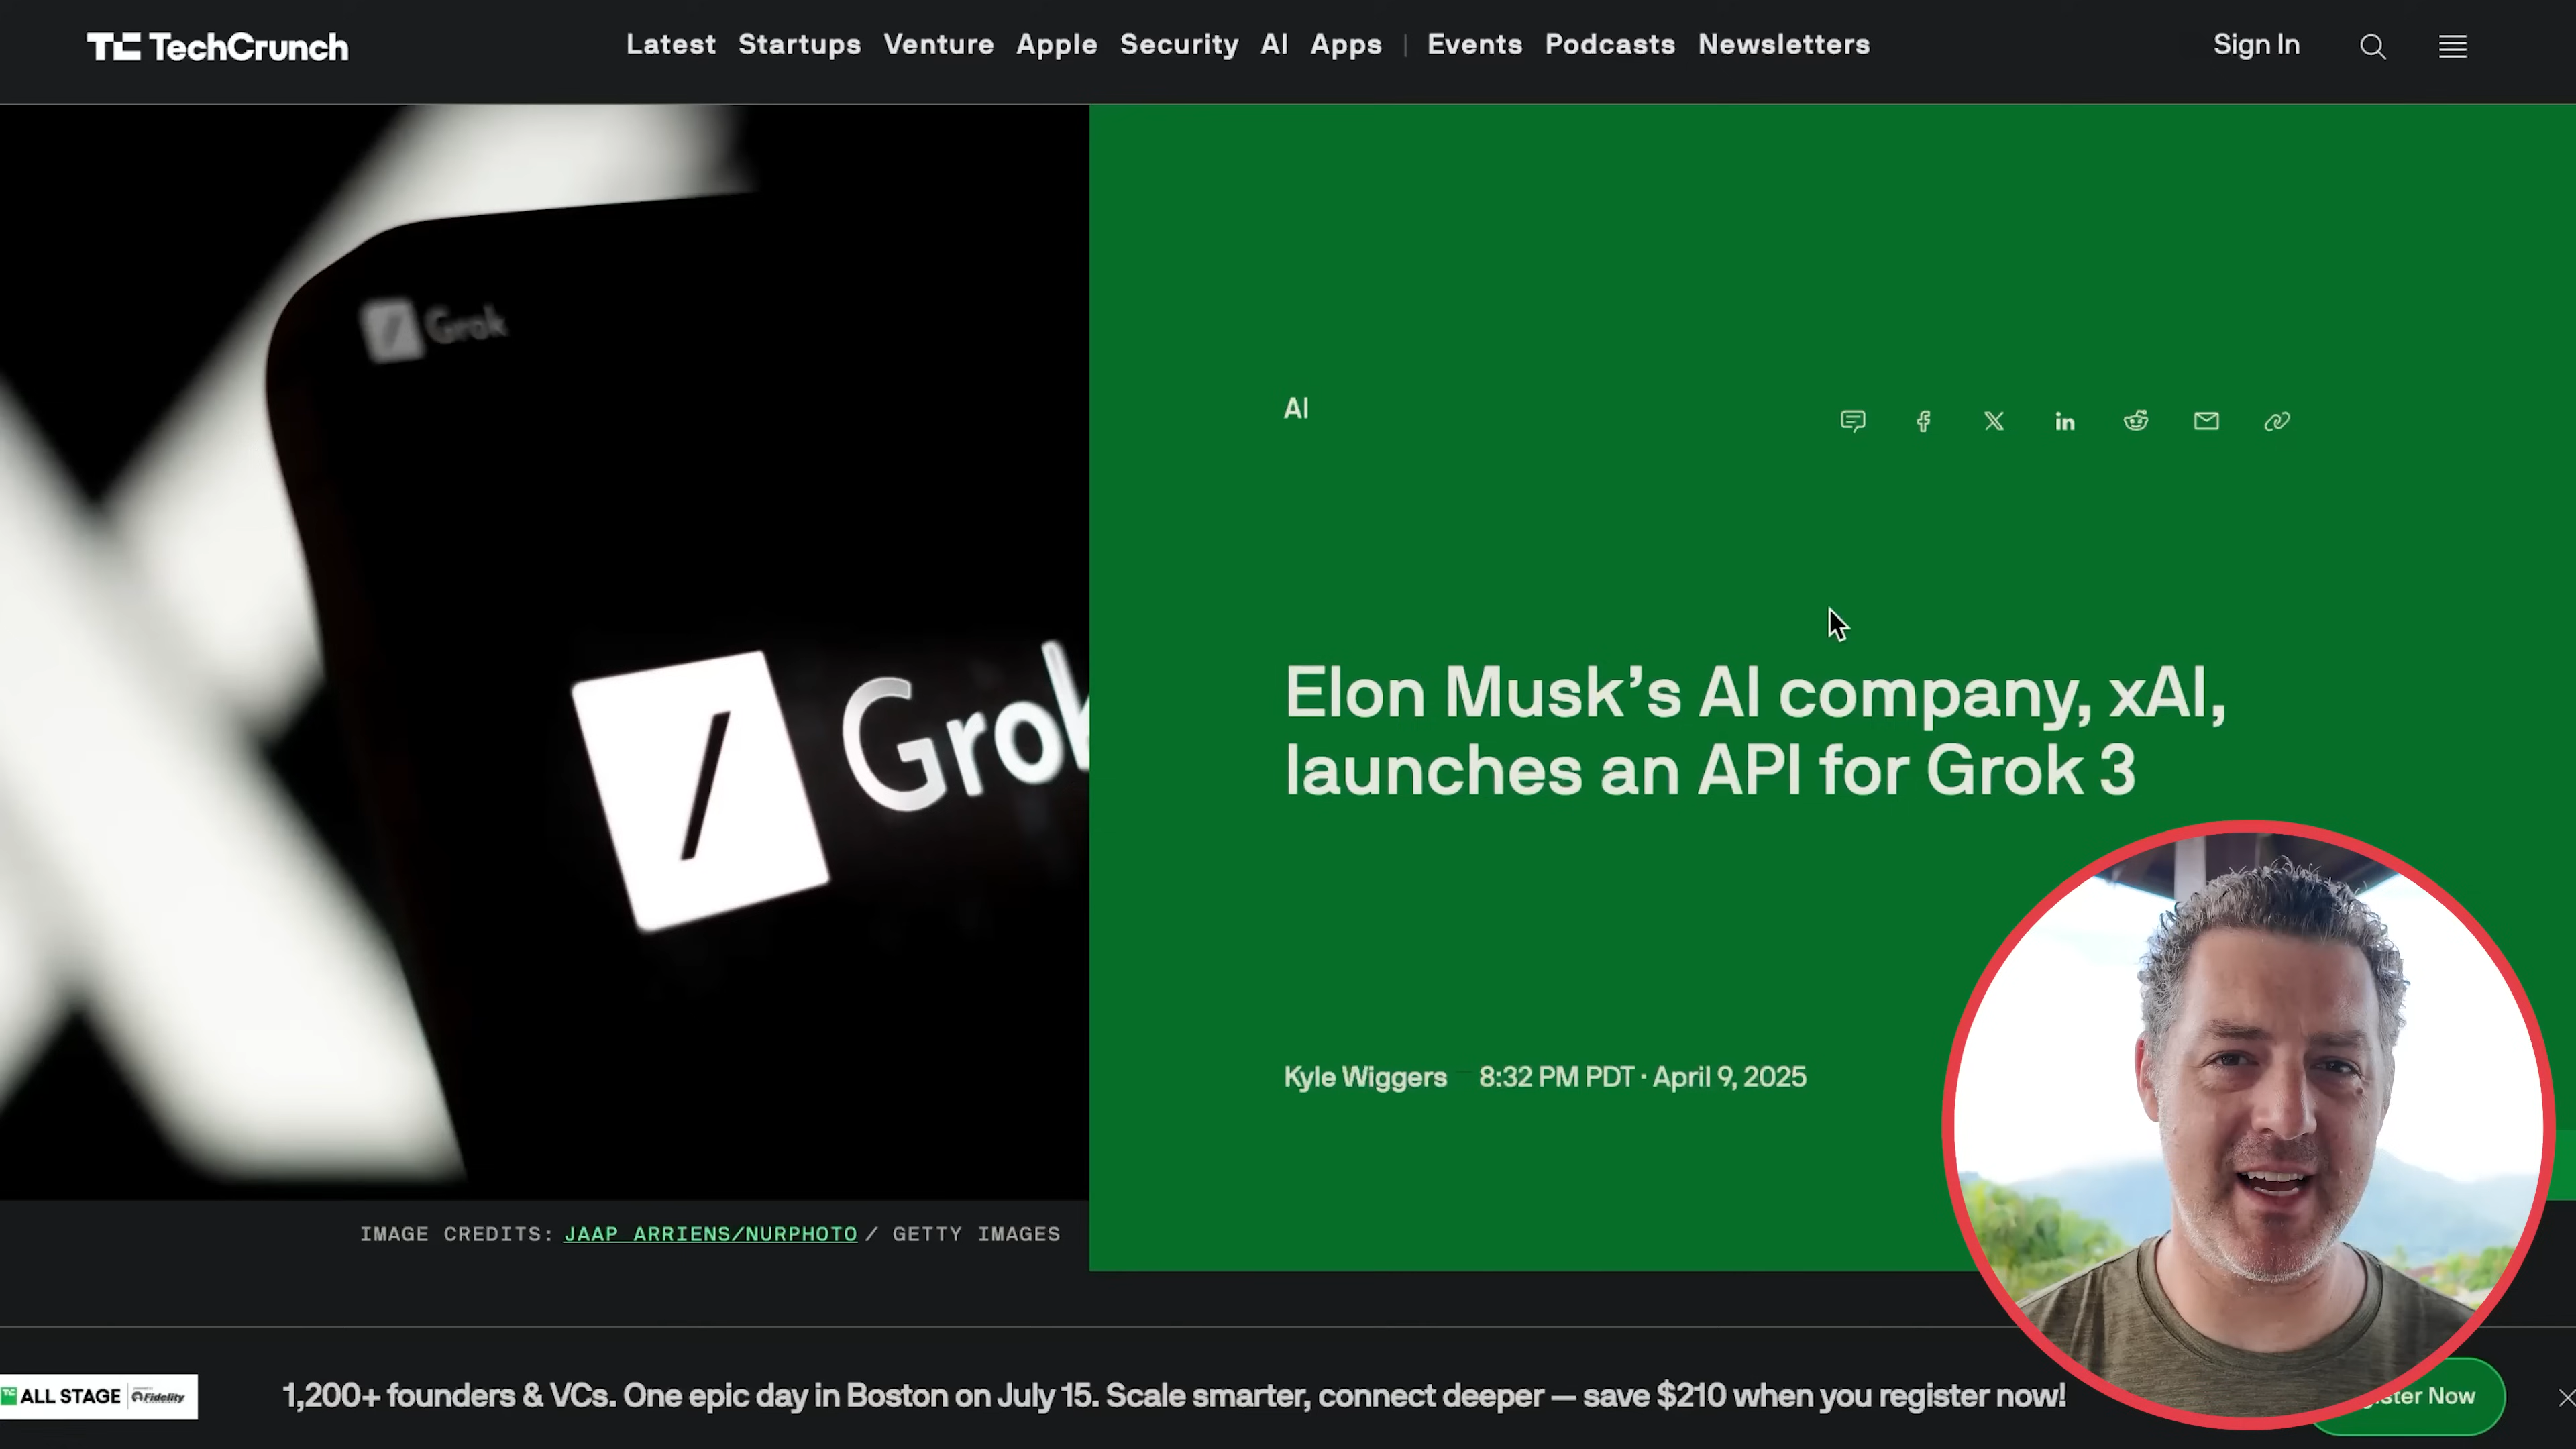 TechCrunch
Latest Startups Venture Apple Security AI Apps | Events Podcasts Newsletters
Sign In
Grok
Grok
AI
Elon Musk’s AI company, xAI,
launches an API for Grok 3
Kyle Wiggers 8:32 PM PDT · April 9, 2025
IMAGE CREDITS: JAAP ARRIENS/NURPHOTO / GETTY IMAGES
ALL STAGE Fidelity
1,200+ founders & VCs. One epic day in Boston on July 15. Scale smarter, connect deeper — save $210 when you register now!
Now